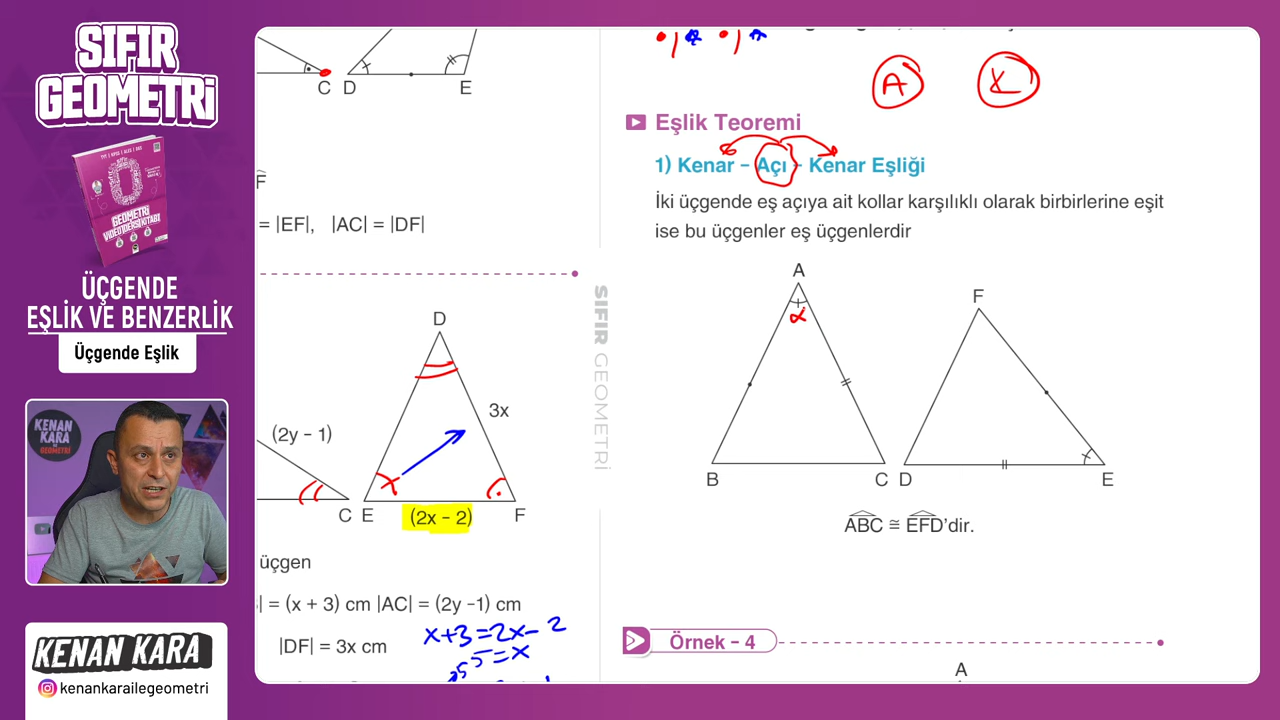 SIFIR
GEOMETRİ
GEOMETRİ
VİDEO DERS KİTABI
ÜÇGENDE
EŞLİK VE BENZERLİK
Üçgende Eşlik
KENAN
KARA
GEOMETRİ
KENAN KARA
kenankarailegeometri
C D E
F
= |EF|, |AC| = |DF|
D
3x
(2y – 1)
C E (2x – 2) F
üçgen
| = (x + 3) cm |AC| = (2y –1) cm
|DF| = 3x cm
x+3=2x-2
5=x
SIFIR GEOMETRİ
A K
Eşlik Teoremi
1) Kenar – Açı – Kenar Eşliği
İki üçgende eş açıya ait kollar karşılıklı olarak birbirlerine eşit
ise bu üçgenler eş üçgenlerdir
A
α
F
B C D E
ABC ≅ EFD'dir.
Örnek – 4
A